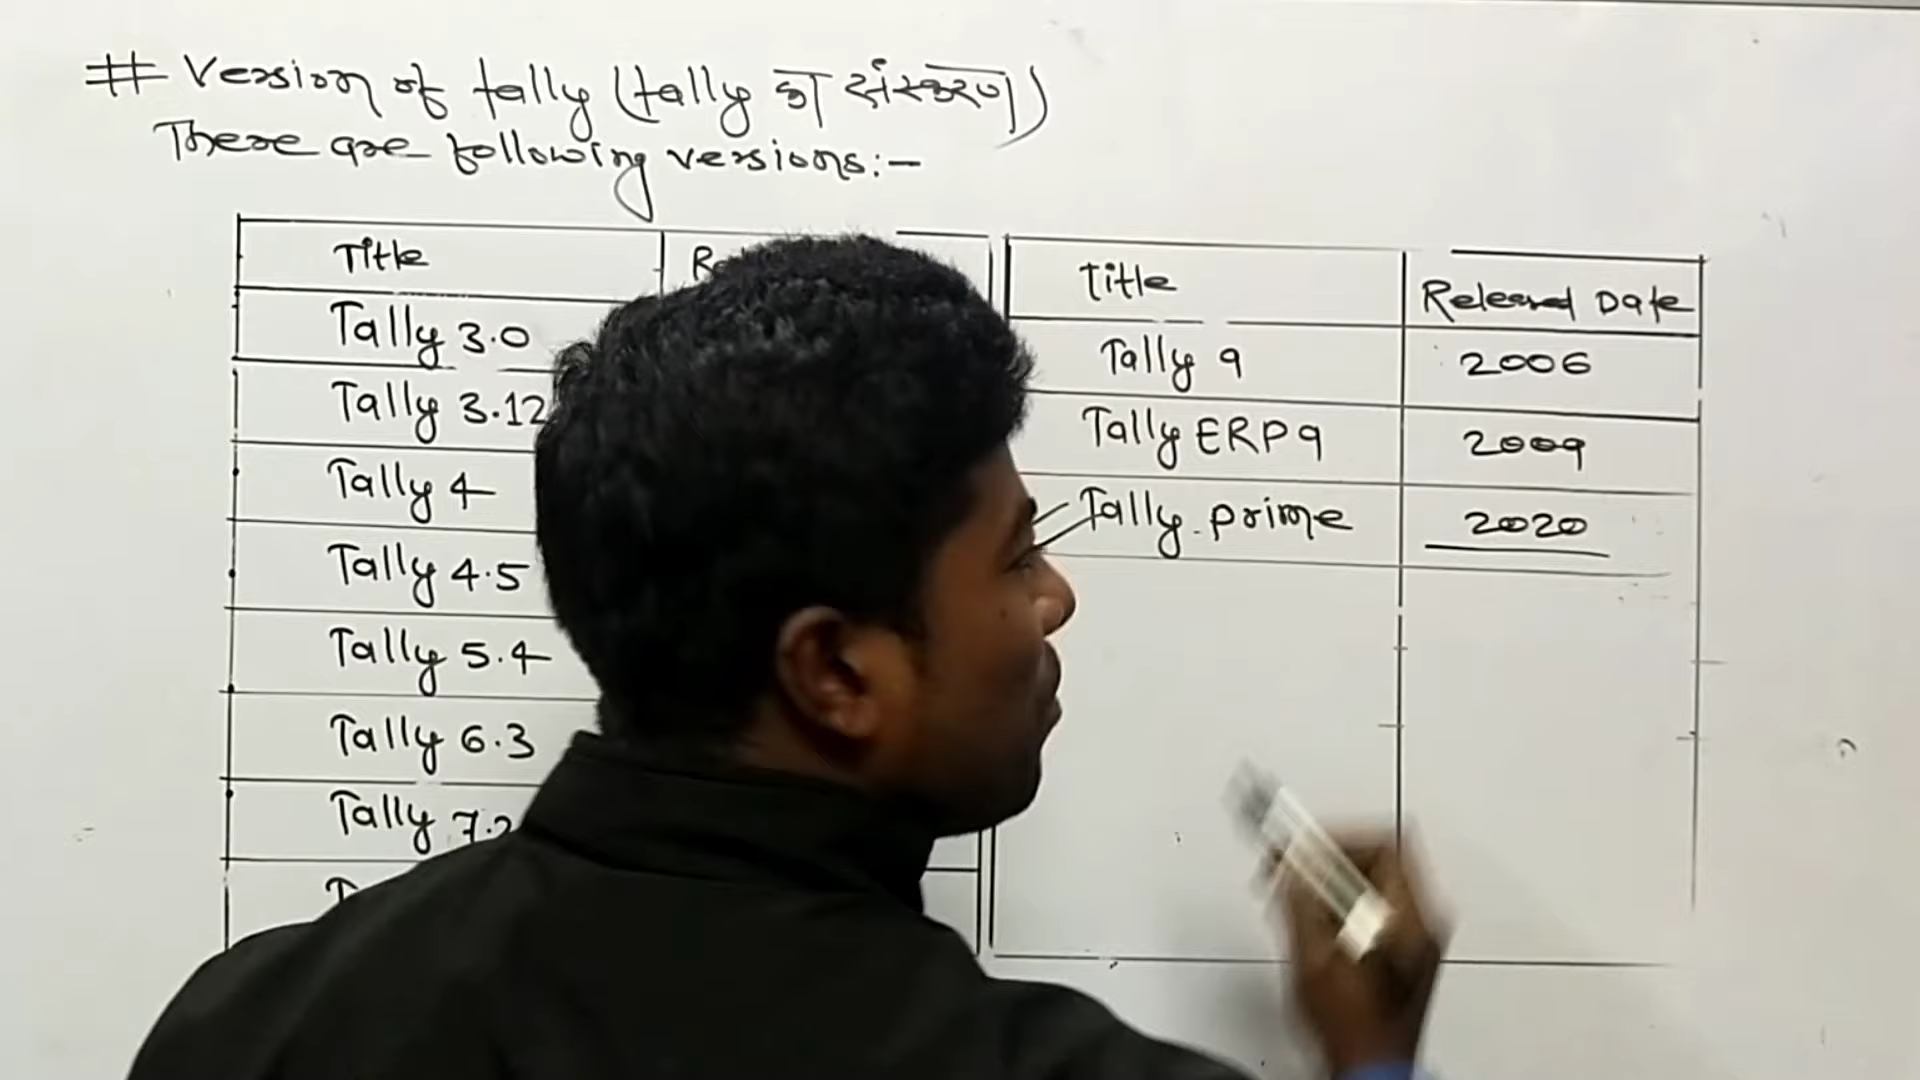 # Version of tally (tally का संस्करण)
There are following versions:-
Title
Tally 3.0
Tally 3.12
Tally 4
Tally 4.5
Tally 5.4
Tally 6.3
Tally 7.2
Title Released Date
Tally 9 2006
Tally ERP9 2009
Tally prime 2020